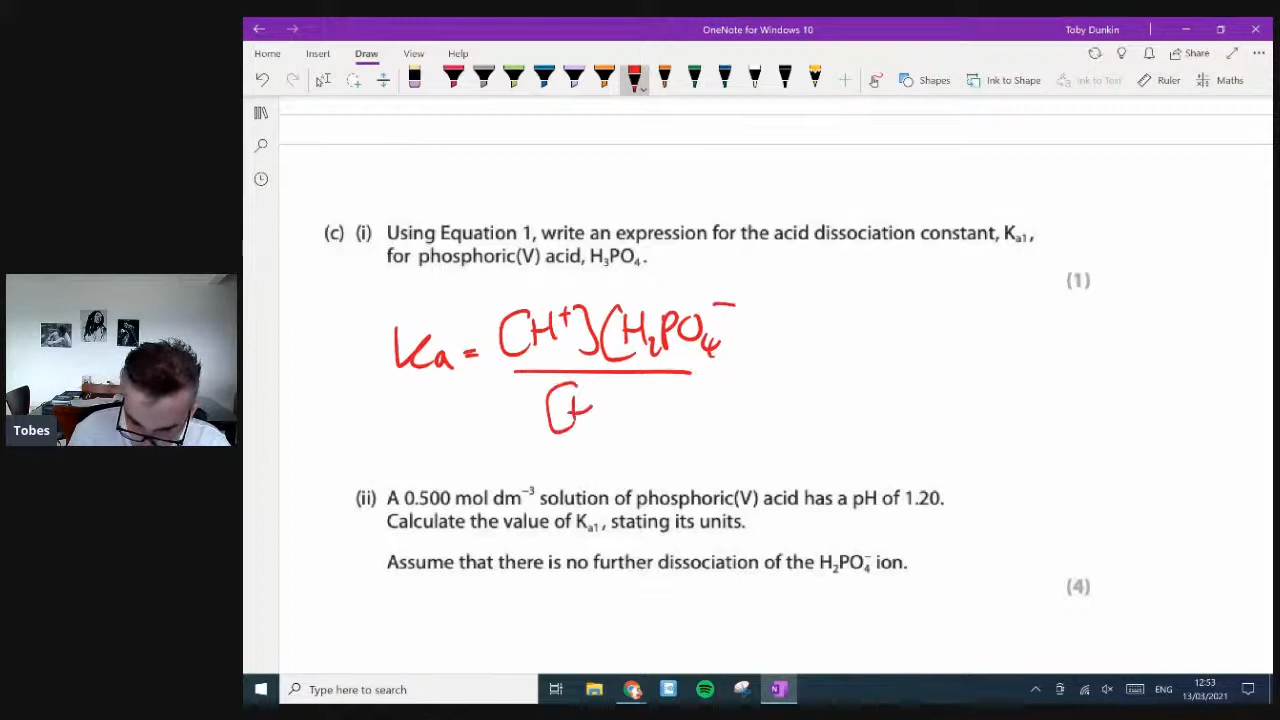 OneNote for Windows 10
Toby Dunkin
Home Insert Draw View Help
Share
Shapes Ink to Shape Ink to Text Ruler Maths
(c) (i) Using Equation 1, write an expression for the acid dissociation constant, Kₐ₁,
for phosphoric(V) acid, H₃PO₄.
(1)
Ka = [H⁺][H₂PO₄⁻
[
(ii) A 0.500 mol dm⁻³ solution of phosphoric(V) acid has a pH of 1.20.
Calculate the value of Kₐ₁, stating its units.
Assume that there is no further dissociation of the H₂PO₄⁻ ion.
(4)
Tobes
Type here to search
ENG
12:53
13/03/2021